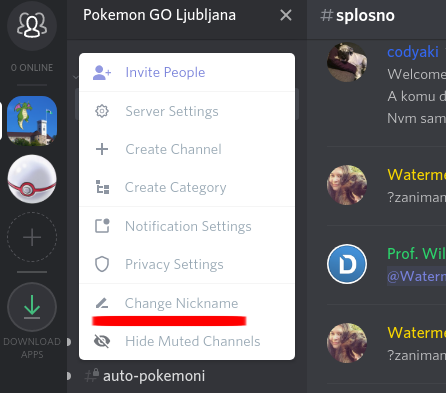 0 ONLINE
DOWNLOAD
APPS
Pokemon GO Ljubljana
Invite People
Server Settings
Create Channel
Create Category
Notification Settings
Privacy Settings
Change Nickname
Hide Muted Channels
# auto-pokemoni
# splosno
codyaki
Welcome
A komu d
Nvm sam
Waterme
?zaniman
Prof. Wil
@Watern
Waterme
?zaniman